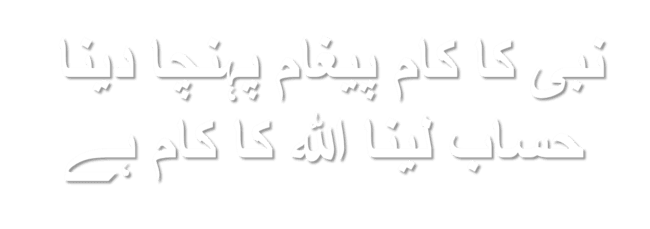 نبی کا کام پیغام پہنچا دینا
حساب لینا اللہ کا کام ہے